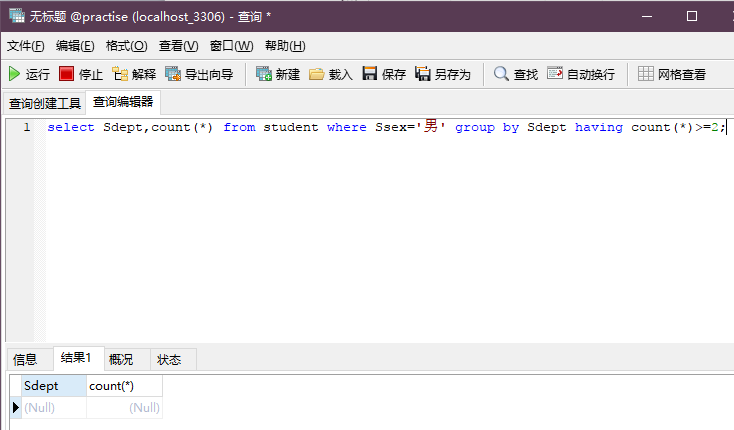 无标题 @practise (localhost_3306) - 查询 *
文件(F) 编辑(E) 格式(O) 查看(V) 窗口(W) 帮助(H)
运行 停止 解释 导出向导 新建 载入 保存 另存为 查找 自动换行 网格查看
查询创建工具 查询编辑器
1 select Sdept,count(*) from student where Ssex='男' group by Sdept having count(*)>=2;
信息 结果1 概况 状态
Sdept count(*)
(Null) (Null)